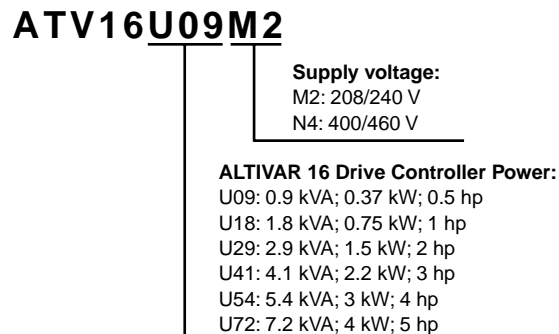 ATV16U09M2
Supply voltage:
M2: 208/240 V
N4: 400/460 V
ALTIVAR 16 Drive Controller Power:
U09: 0.9 kVA; 0.37 kW; 0.5 hp
U18: 1.8 kVA; 0.75 kW; 1 hp
U29: 2.9 kVA; 1.5 kW; 2 hp
U41: 4.1 kVA; 2.2 kW; 3 hp
U54: 5.4 kVA; 3 kW; 4 hp
U72: 7.2 kVA; 4 kW; 5 hp